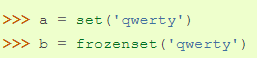 >>> a = set('qwerty')
>>> b = frozenset('qwerty')